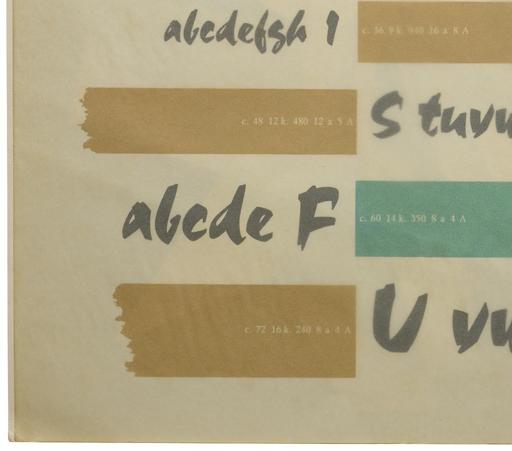 abcdefgh 1 c. 36 9 k. 940 16 a 8 A
c. 48 12 k. 480 12 a 5 A S tuvu
abcde F c. 60 14 k. 350 8 a 4 A
c. 72 16 k. 240 8 a 4 A U vu